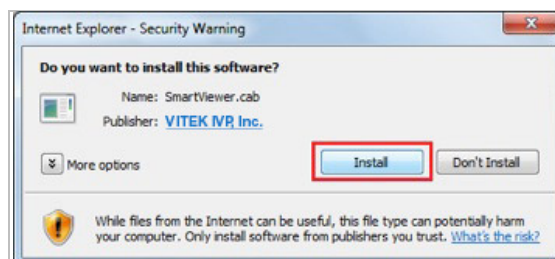 Internet Explorer - Security Warning
Do you want to install this software?
Name: SmartViewer.cab
Publisher: VITEK IVP, Inc.
More options
Install
Don't Install
While files from the Internet can be useful, this file type can potentially harm
your computer. Only install software from publishers you trust. What's the risk?